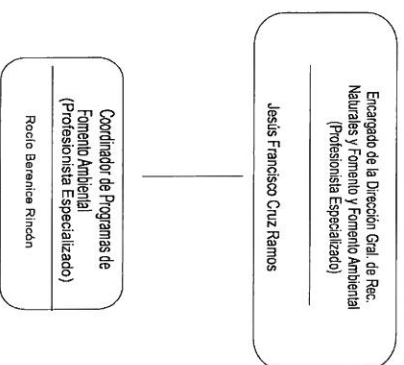 Encargado de la Dirección Gral. de Rec.
Naturales y Fomento y Fomento Ambiental
(Profesionista Especializado)
Jesús Francisco Cruz Ramos
Coordinador de Programas de
Fomento Ambiental
(Profesionista Especializado)
Rocío Berenice Rincón